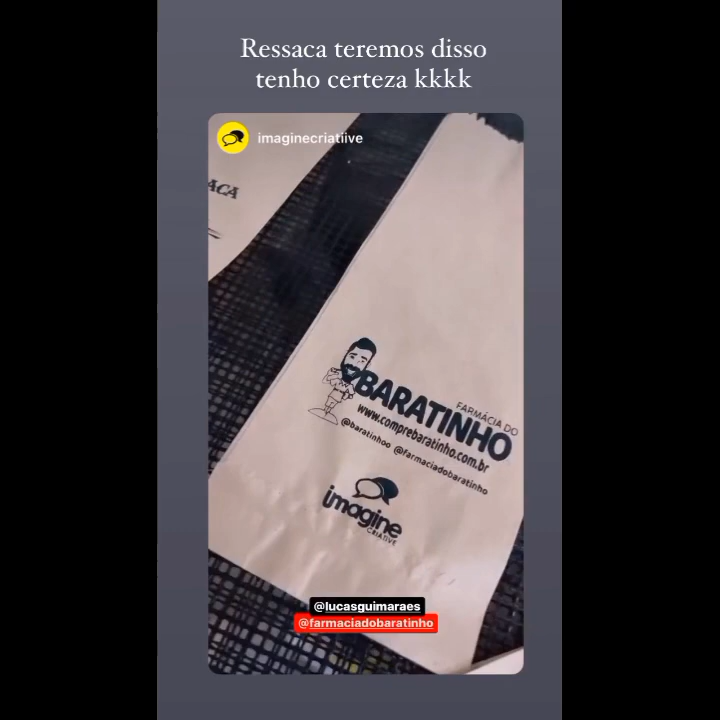 Ressaca teremos disso
tenho certeza kkkk
imaginecriatiive
ACA
FARMÁCIA DO
BARATINHO
www.comprebaratinho.com.br
@baratinhoo @farmaciadobaratinho
imagine
CRIATIVE
@lucasguimaraes
@farmaciadobaratinho